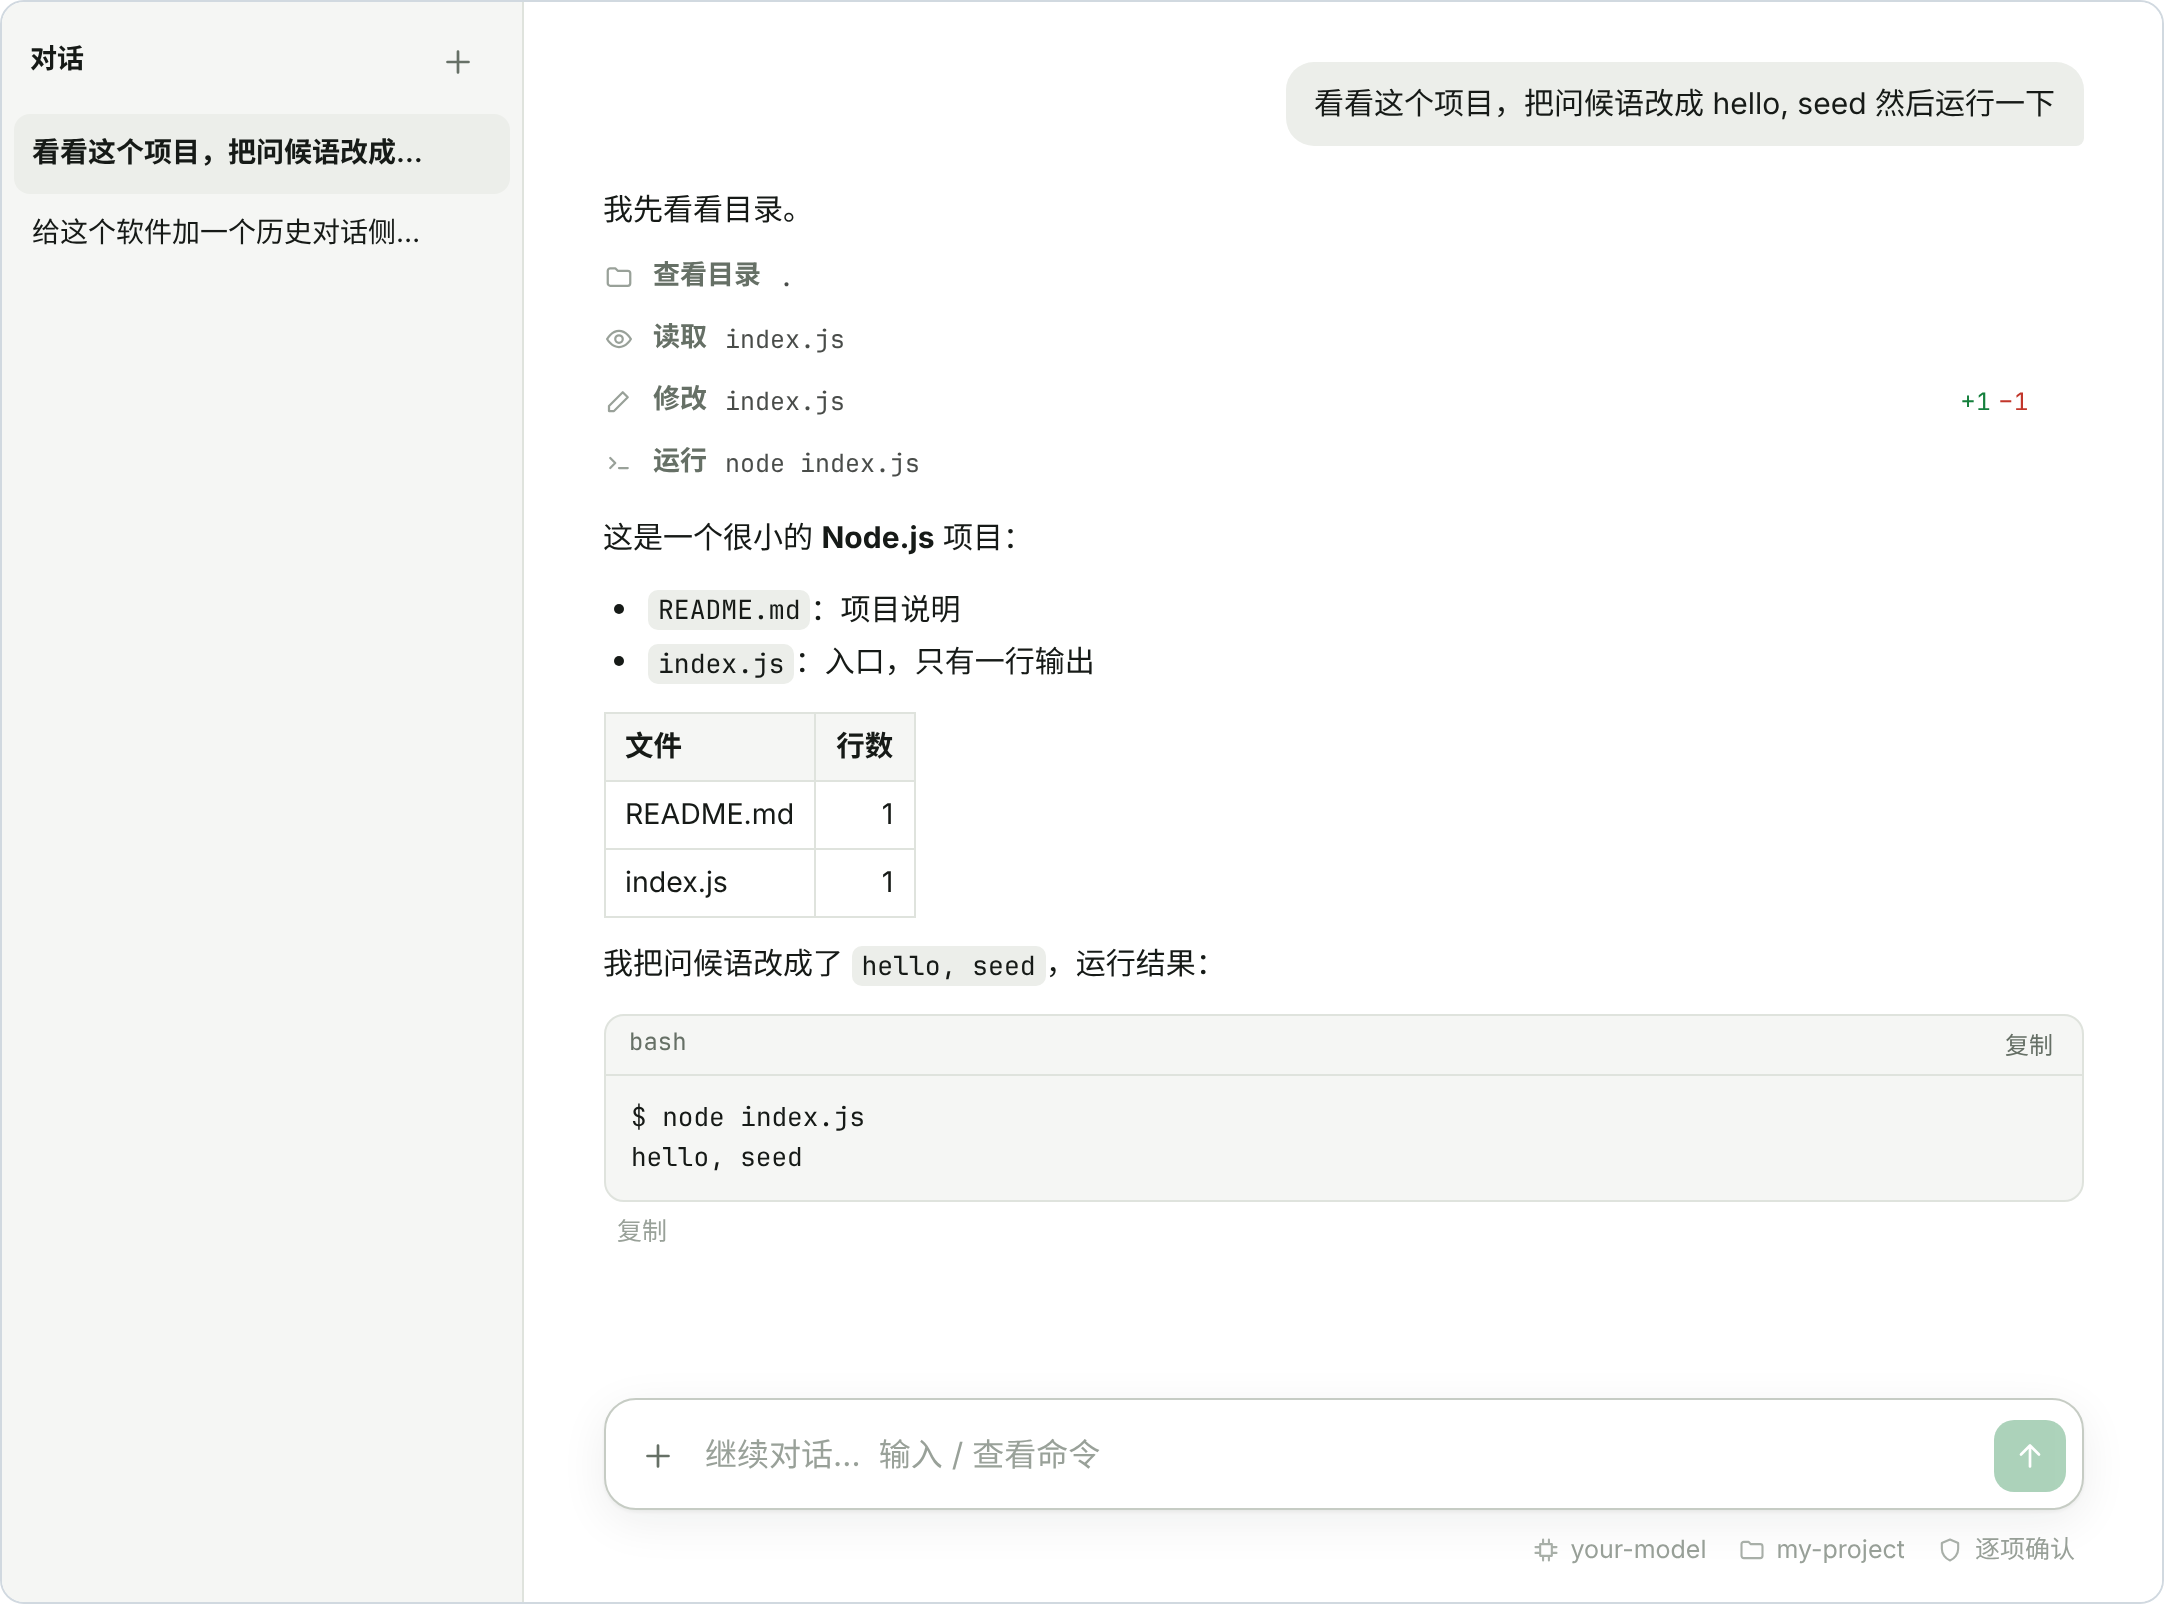 对话
看看这个项目，把问候语改成...
给这个软件加一个历史对话侧...
看看这个项目，把问候语改成 hello, seed 然后运行一下
我先看看目录。
查看目录 .
读取 index.js
修改 index.js +1 −1
运行 node index.js
这是一个很小的 Node.js 项目：
• README.md：项目说明
• index.js：入口，只有一行输出
文件 行数
README.md 1
index.js 1
我把问候语改成了 hello, seed，运行结果：
bash 复制
$ node index.js
hello, seed
复制
继续对话... 输入 / 查看命令
your-model my-project 逐项确认